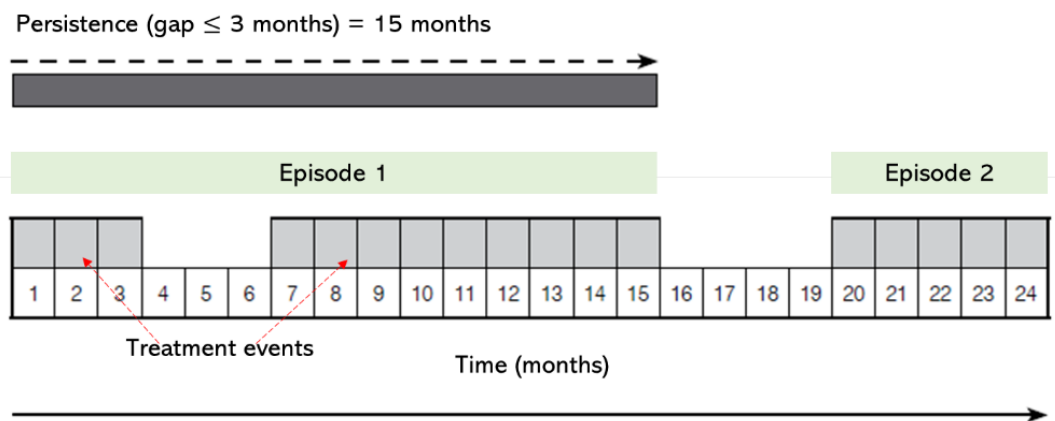 Persistence (gap ≤ 3 months) = 15 months
Episode 1 Episode 2
1 2 3 4 5 6 7 8 9 10 11 12 13 14 15 16 17 18 19 20 21 22 23 24
Treatment events
Time (months)